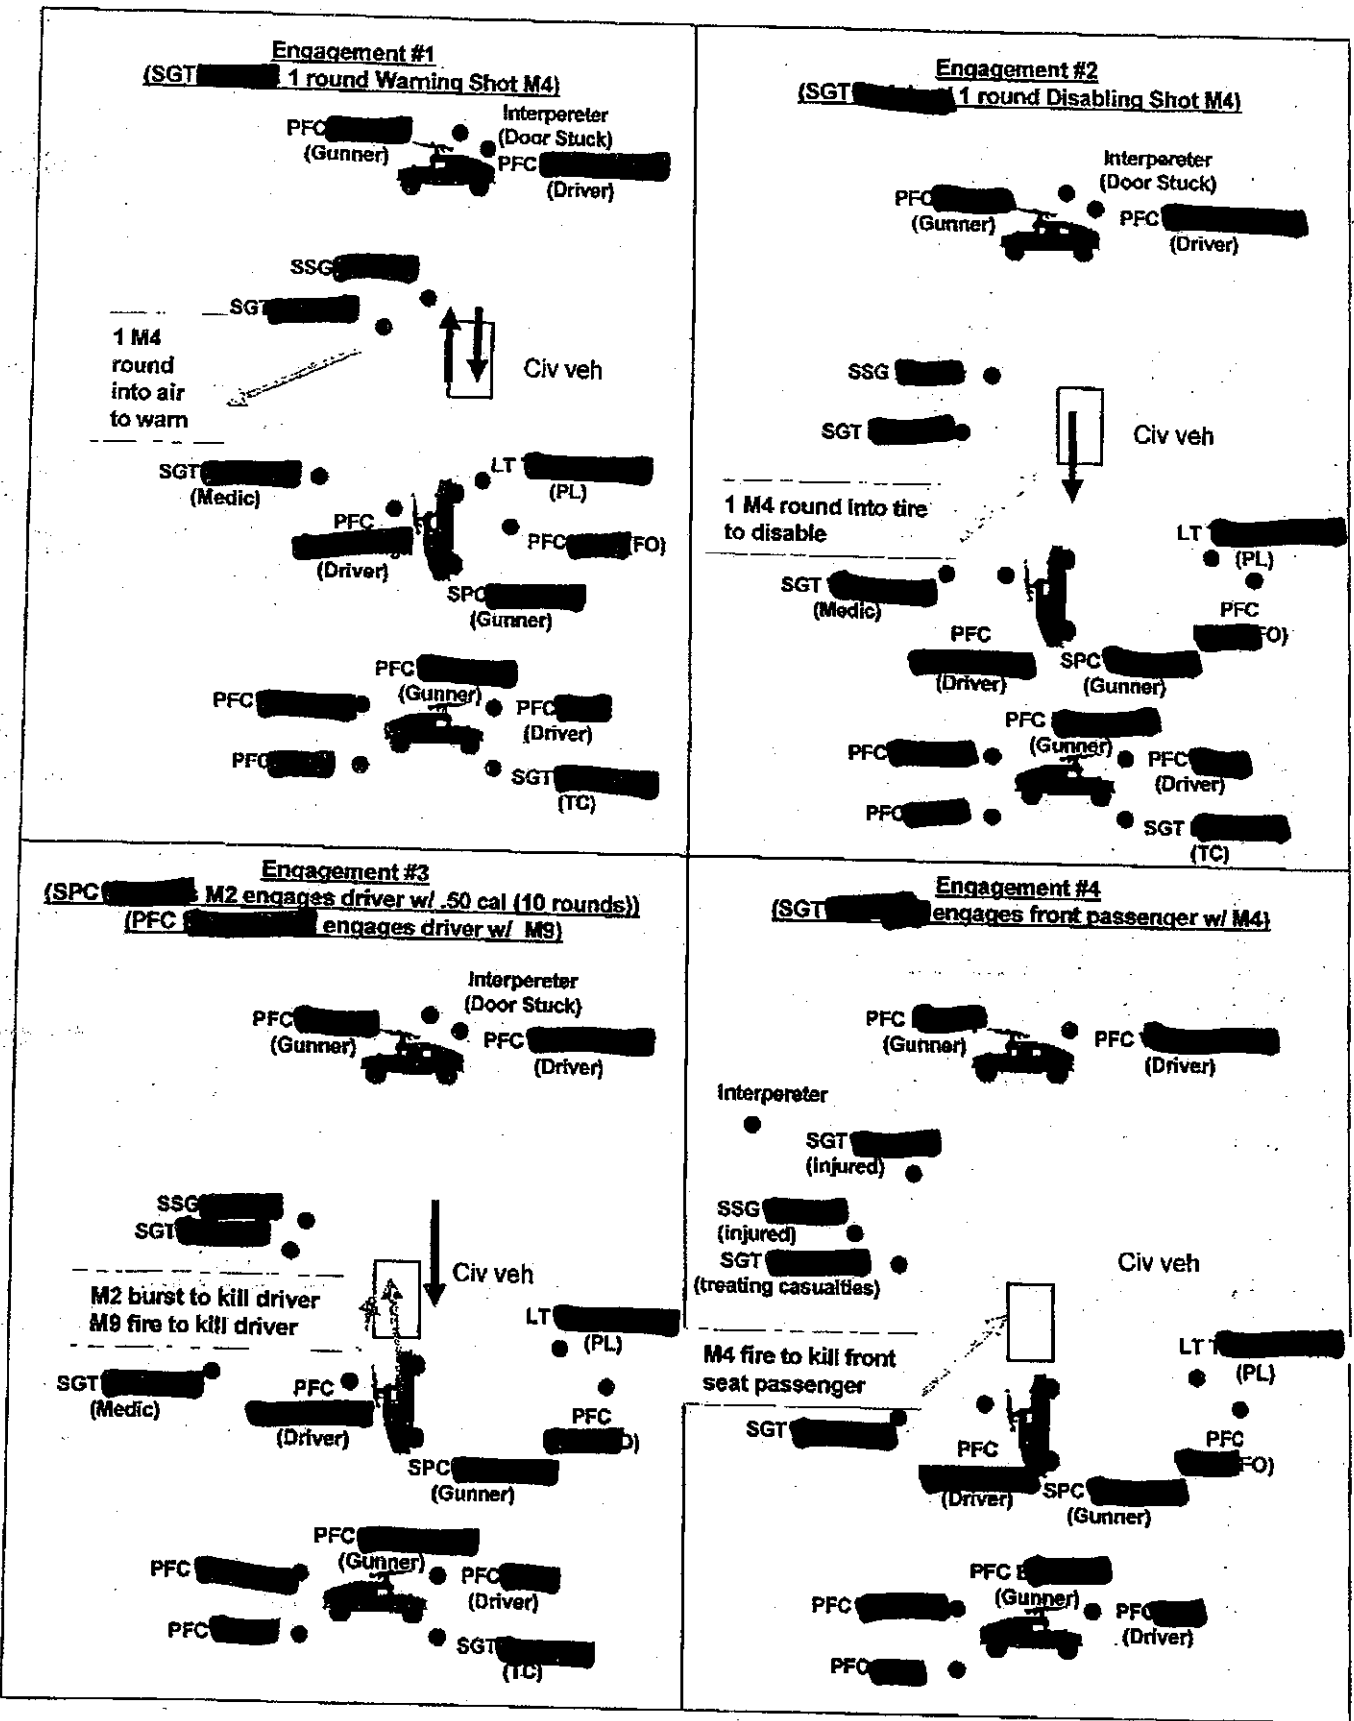 Engagement #1
(SGT 1 round Warning Shot M4)
Interpereter
(Door Stuck)
PFC
(Gunner)
PFC
(Driver)
SSG
SGT
1 M4
round
into air
to warn
Civ veh
SGT
(Medic)
LT
(PL)
PFC
(Driver)
PFC FO)
SPC
(Gunner)
PFC
(Gunner)
PFC
PFC
(Driver)
PFC
SGT
(TC)
Engagement #2
(SGT 1 round Disabling Shot M4)
Interpereter
(Door Stuck)
PFC
(Gunner)
PFC
(Driver)
SSG
SGT
Civ veh
1 M4 round into tire
to disable
LT
(PL)
SGT
(Medic)
PFC
FO)
PFC
(Driver)
SPC
(Gunner)
PFC
(Gunner)
PFC
PFC
(Driver)
PFC
SGT
(TC)
Engagement #3
(SPC s M2 engages driver w/ .50 cal (10 rounds))
(PFC engages driver w/ M9)
Interpereter
(Door Stuck)
PFC
(Gunner)
PFC
(Driver)
SSG
SGT
Civ veh
M2 burst to kill driver
M9 fire to kill driver
LT
(PL)
SGT
(Medic)
PFC
(Driver)
PFC
)
SPC
(Gunner)
PFC
(Gunner)
PFC
PFC
(Driver)
PFC
SGT
(TC)
Engagement #4
(SGT engages front passenger w/ M4)
PFC
(Gunner)
PFC
(Driver)
Interpereter
SGT
(injured)
SSG
(injured)
SGT
(treating casualties)
Civ veh
M4 fire to kill front
seat passenger
LT
(PL)
SGT
PFC
(Driver)
PFC
FO)
SPC
(Gunner)
PFC
(Gunner)
PFC
PFC
(Driver)
PFC